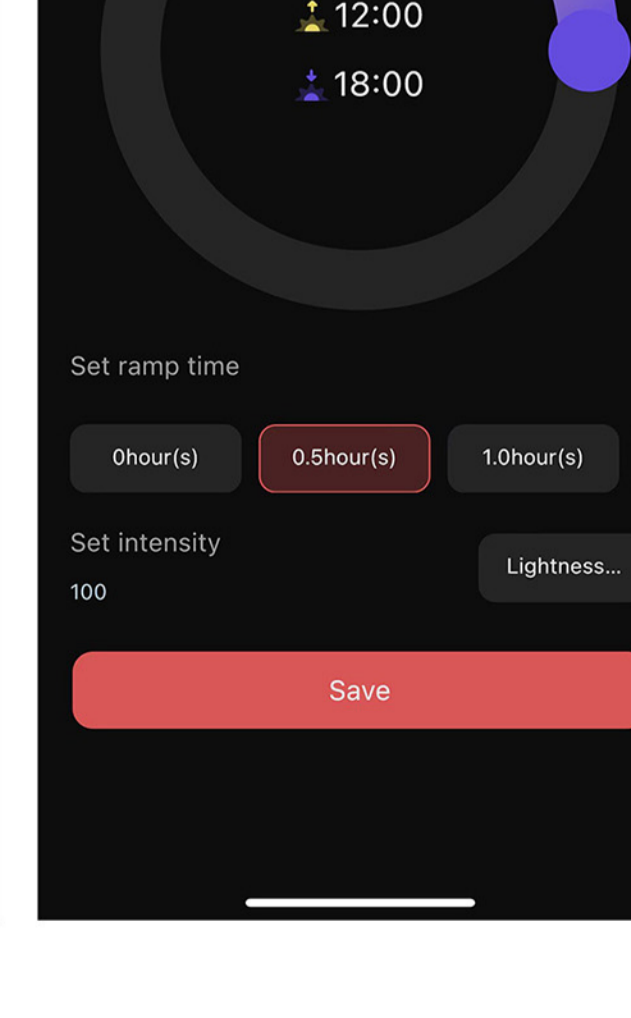 12:00
18:00
Set ramp time
0hour(s) 0.5hour(s) 1.0hour(s)
Set intensity
Lightness...
100
Save